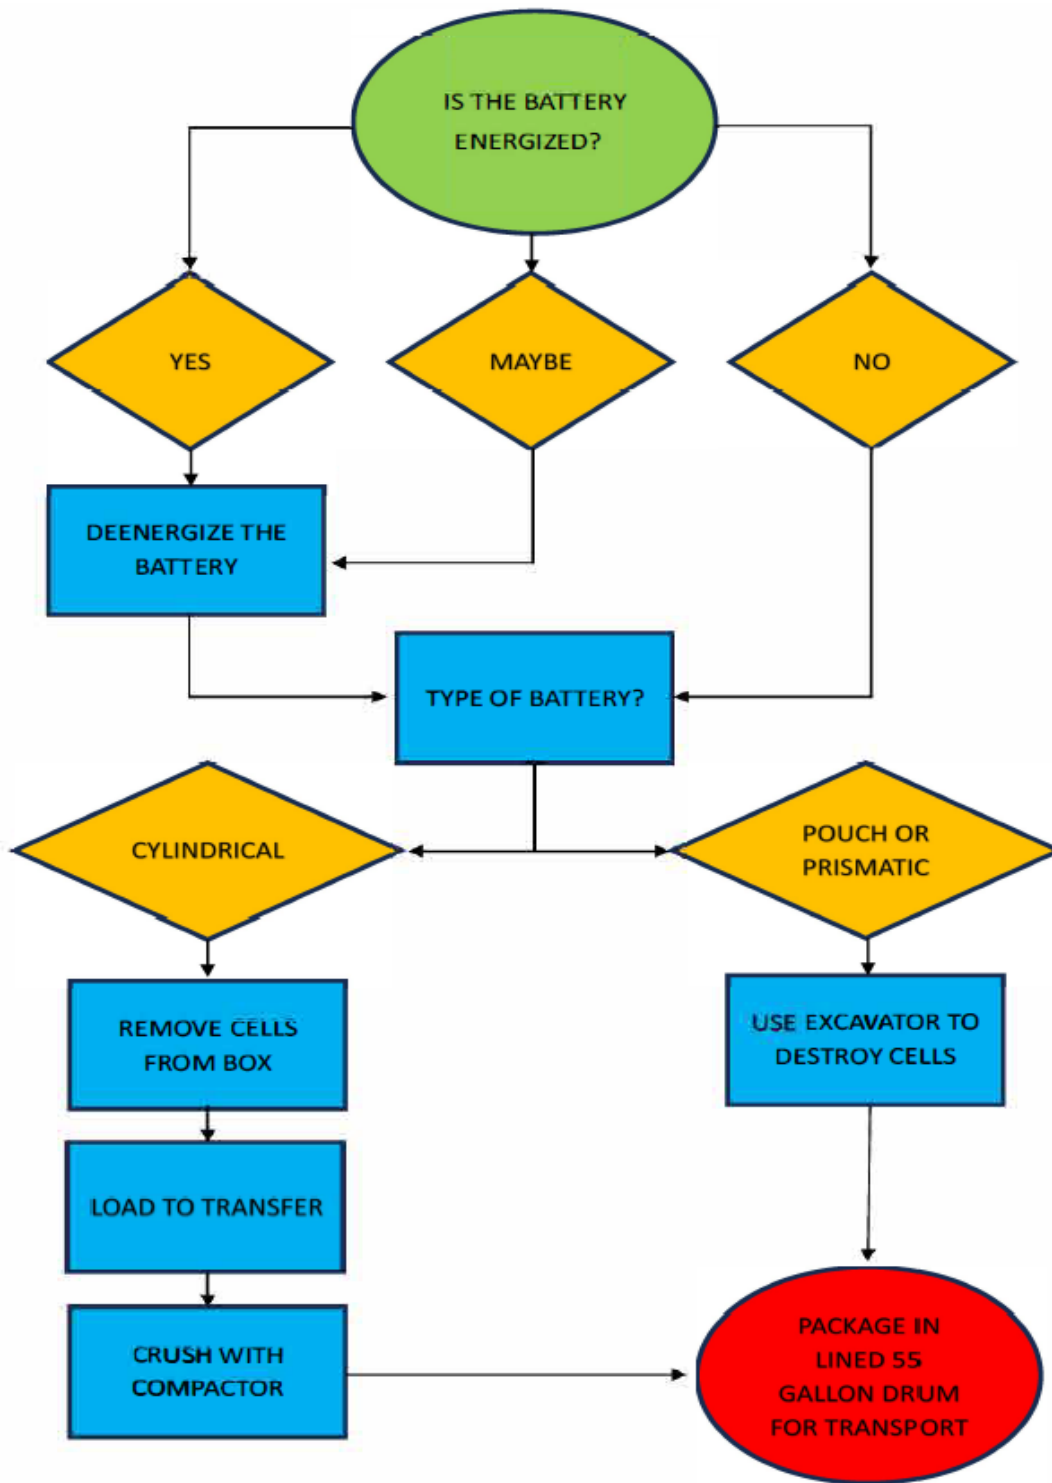 IS THE BATTERY
ENERGIZED?
YES
MAYBE
NO
DEENERGIZE THE
BATTERY
TYPE OF BATTERY?
CYLINDRICAL
POUCH OR
PRISMATIC
REMOVE CELLS
FROM BOX
USE EXCAVATOR TO
DESTROY CELLS
LOAD TO TRANSFER
CRUSH WITH
COMPACTOR
PACKAGE IN
LINED 55
GALLON DRUM
FOR TRANSPORT